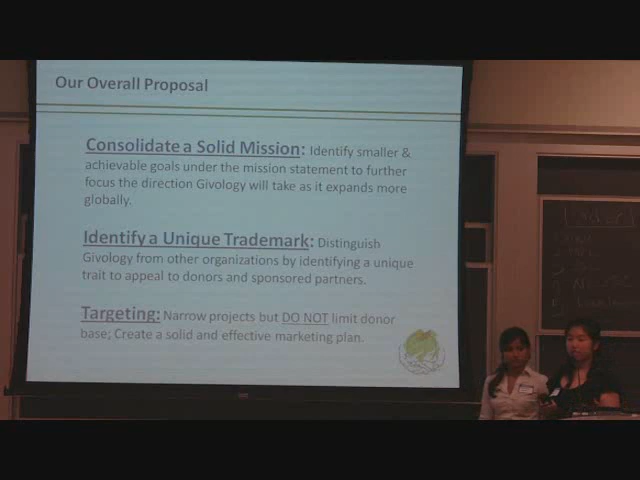 Our Overall Proposal
Consolidate a Solid Mission: Identify smaller &
achievable goals under the mission statement to further
focus the direction Givology will take as it expands more
globally.
Identify a Unique Trademark: Distinguish
Givology from other organizations by identifying a unique
trait to appeal to donors and sponsored partners.
Targeting: Narrow projects but DO NOT limit donor
base; Create a solid and effective marketing plan.